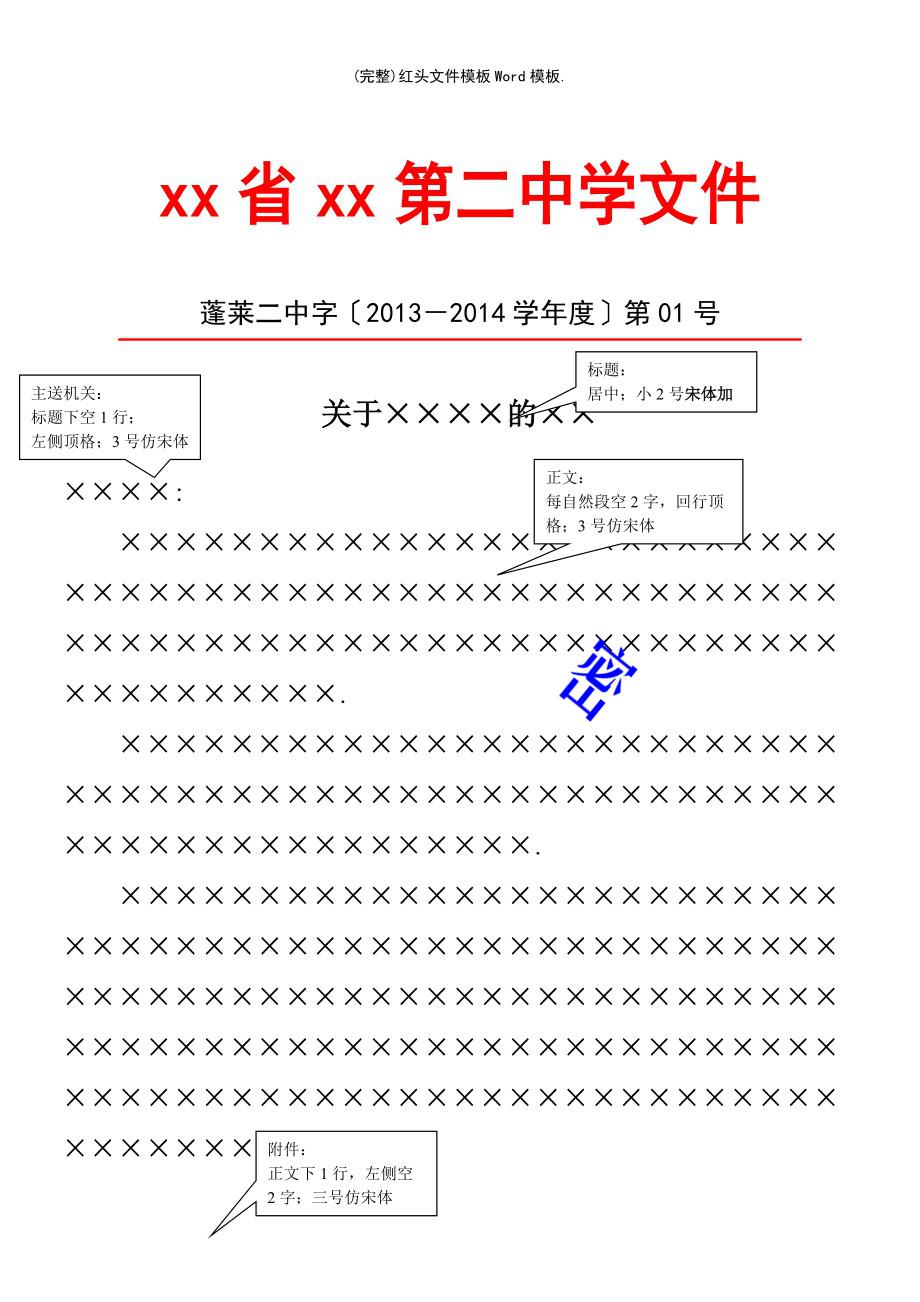 (完整)红头文件模板Word模板.
xx省xx第二中学文件
蓬莱二中字〔2013－2014学年度〕第01号
标题：
居中；小2号宋体加
主送机关：
标题下空1行；
左侧顶格；3号仿宋体
关于××××的××
正文：
每自然段空2字，回行顶
格；3号仿宋体
××××:
××××××××××××××××××××××××××
××××××××××××××××××××××××××××
××××××××××××××××××××××××××××
××××××××××.
密
××××××××××××××××××××××××××
××××××××××××××××××××××××××××
×××××××××××××××××.
××××××××××××××××××××××××××
××××××××××××××××××××××××××××
××××××××××××××××××××××××××××
××××××××××××××××××××××××××××
××××××××××××××××××××××××××××
×××××××
附件：
正文下1行，左侧空
2字；三号仿宋体